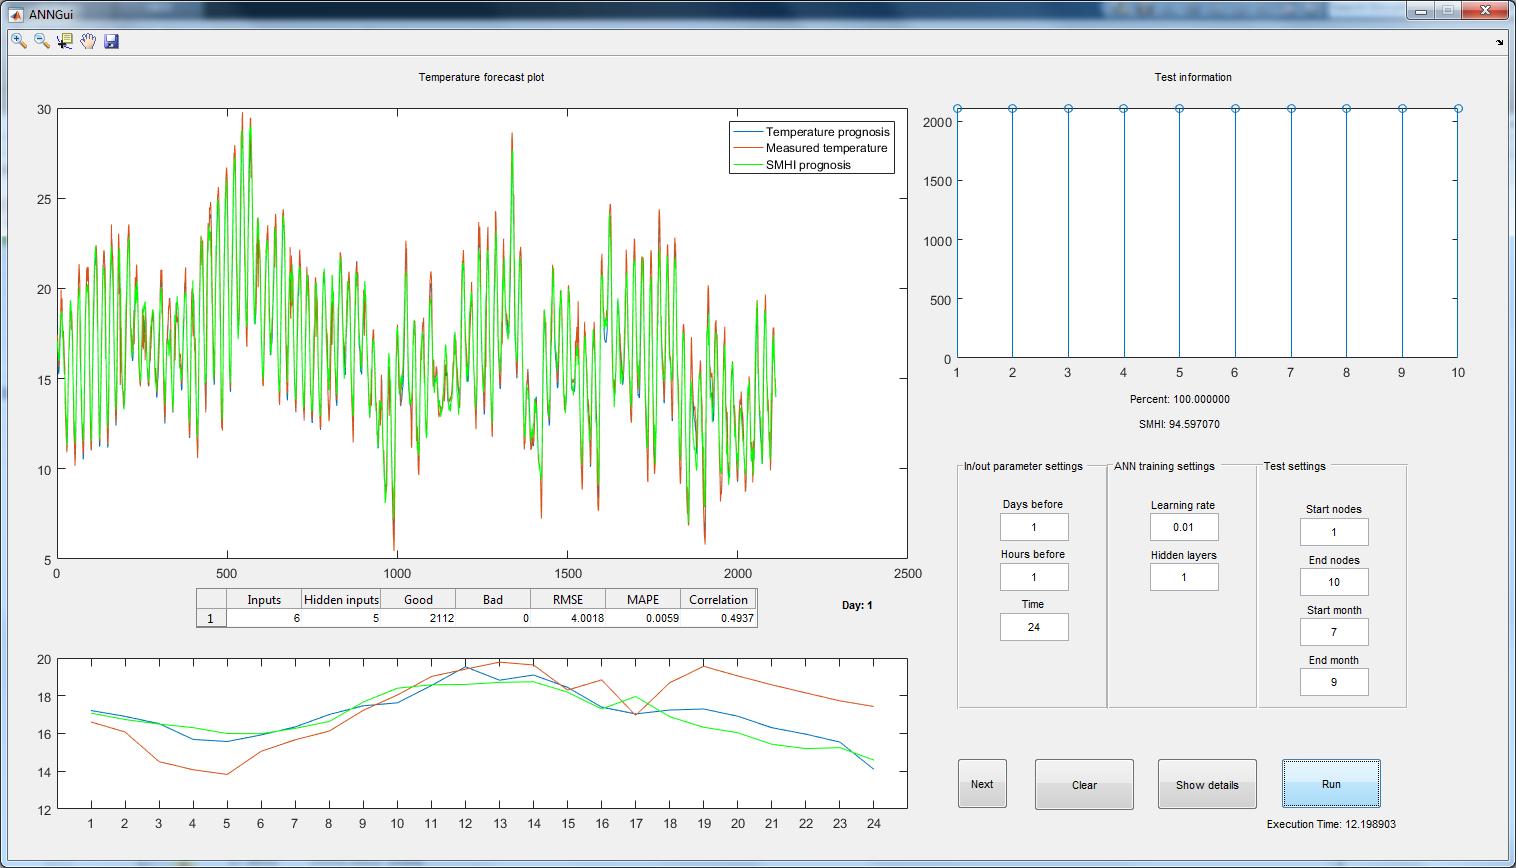 ANNGui
Temperature forecast plot
30
25
20
15
10
5
0 500 1000 1500 2000 2500
Temperature prognosis
Measured temperature
SMHI prognosis
Inputs Hidden inputs Good Bad RMSE MAPE Correlation
1 6 5 2112 0 4.0018 0.0059 0.4937
Day: 1
20
18
16
14
12
1 2 3 4 5 6 7 8 9 10 11 12 13 14 15 16 17 18 19 20 21 22 23 24
Test information
2000
1500
1000
500
0
1 2 3 4 5 6 7 8 9 10
Percent: 100.000000
SMHI: 94.597070
In/out parameter settings
Days before
1
Hours before
1
Time
24
ANN training settings
Learning rate
0.01
Hidden layers
1
Test settings
Start nodes
1
End nodes
10
Start month
7
End month
9
Next Clear Show details Run
Execution Time: 12.198903